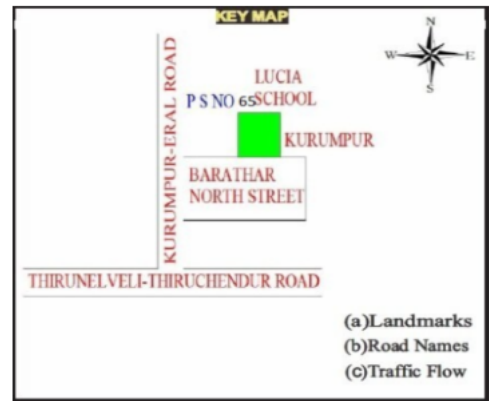 KEY MAP
N
W E
S
LUCIA
P S NO 65 SCHOOL
KURUMPUR
KURUMPUR-ERAL ROAD
BARATHAR
NORTH STREET
THIRUNELVELI-THIRUCHENDUR ROAD
(a)Landmarks
(b)Road Names
(c)Traffic Flow